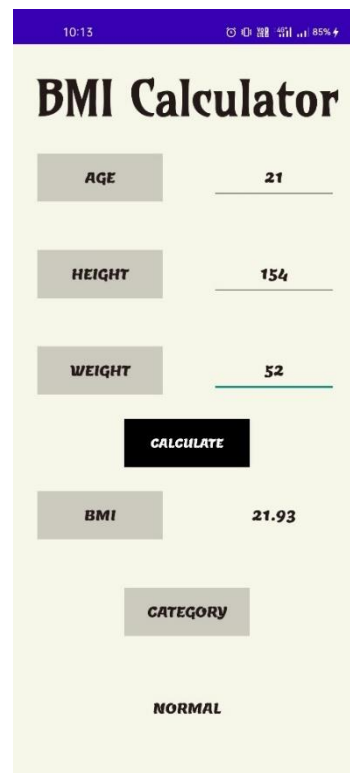 10:13 85%
BMI Calculator
AGE 21
HEIGHT 154
WEIGHT 52
CALCULATE
BMI 21.93
CATEGORY
NORMAL